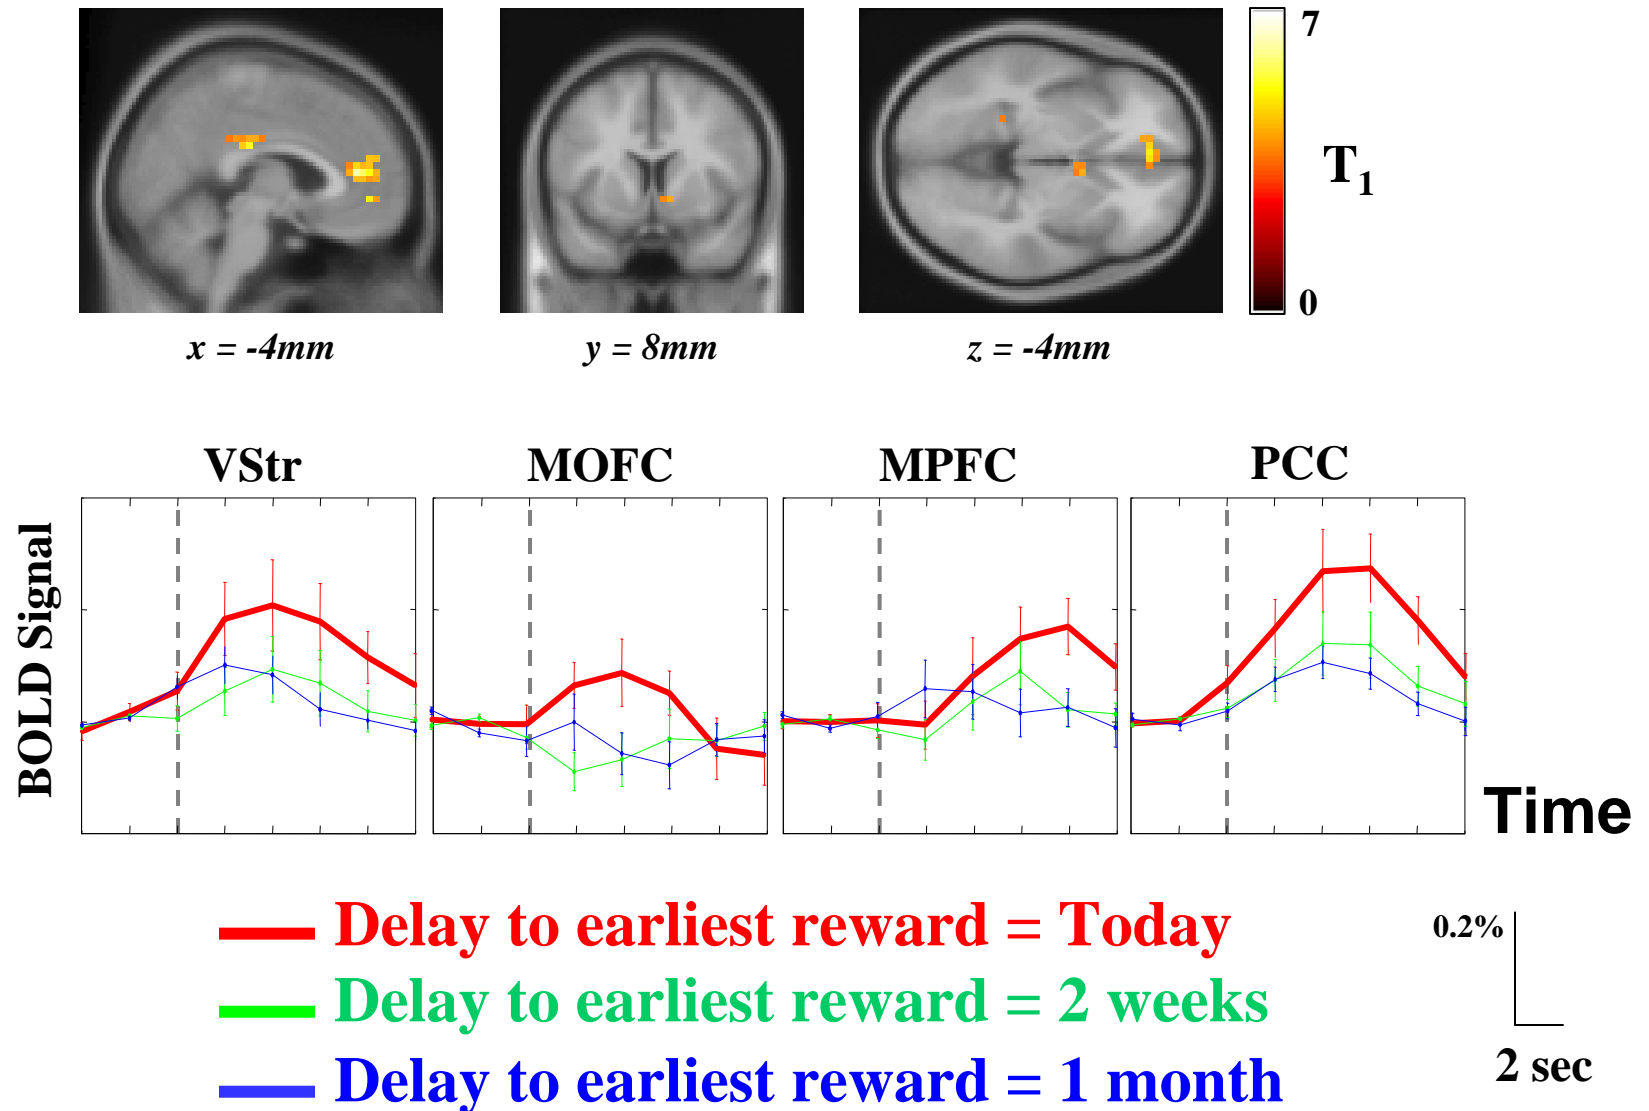 7
T1
0
x = -4mm
y = 8mm
z = -4mm
VStr
MOFC
MPFC
PCC
BOLD Signal
Time
Delay to earliest reward = Today
Delay to earliest reward = 2 weeks
Delay to earliest reward = 1 month
0.2%
2 sec